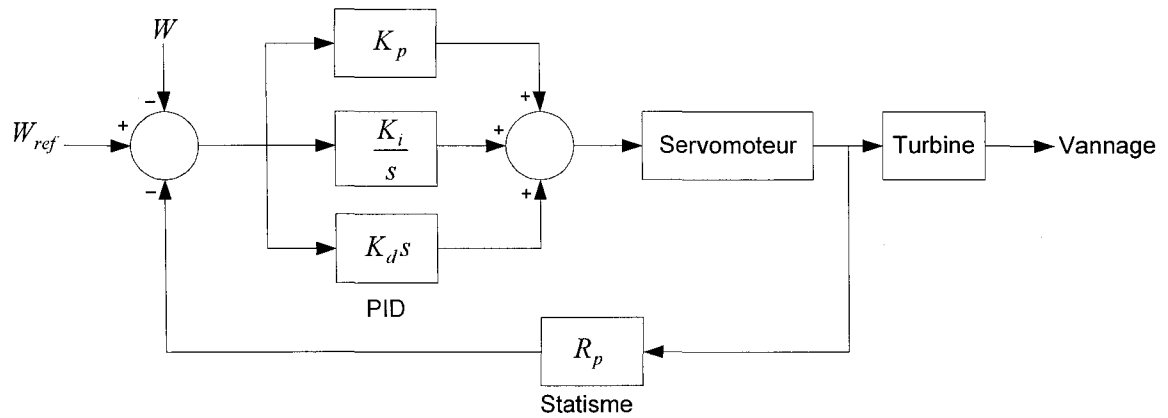 W
W_ref
+
−
−
K_p
K_i
s
K_d s
PID
+
+
+
Servomoteur
Turbine
Vannage
R_p
Statisme